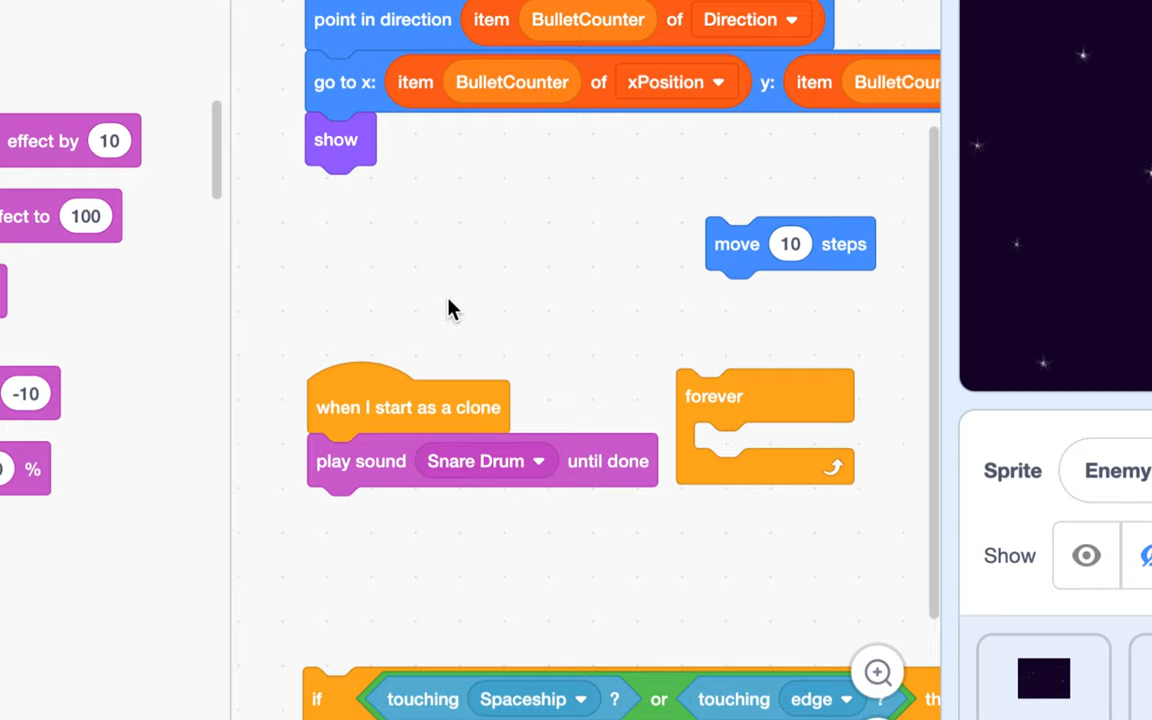 point in direction item BulletCounter of Direction
go to x: item BulletCounter of xPosition y: item
show
effect by 10
to 100
move 10 steps
when I start as a clone
forever
-10
play sound Snare Drum until done
%
Sprite Enemy
Show
if touching Spaceship ? or touching edge ?